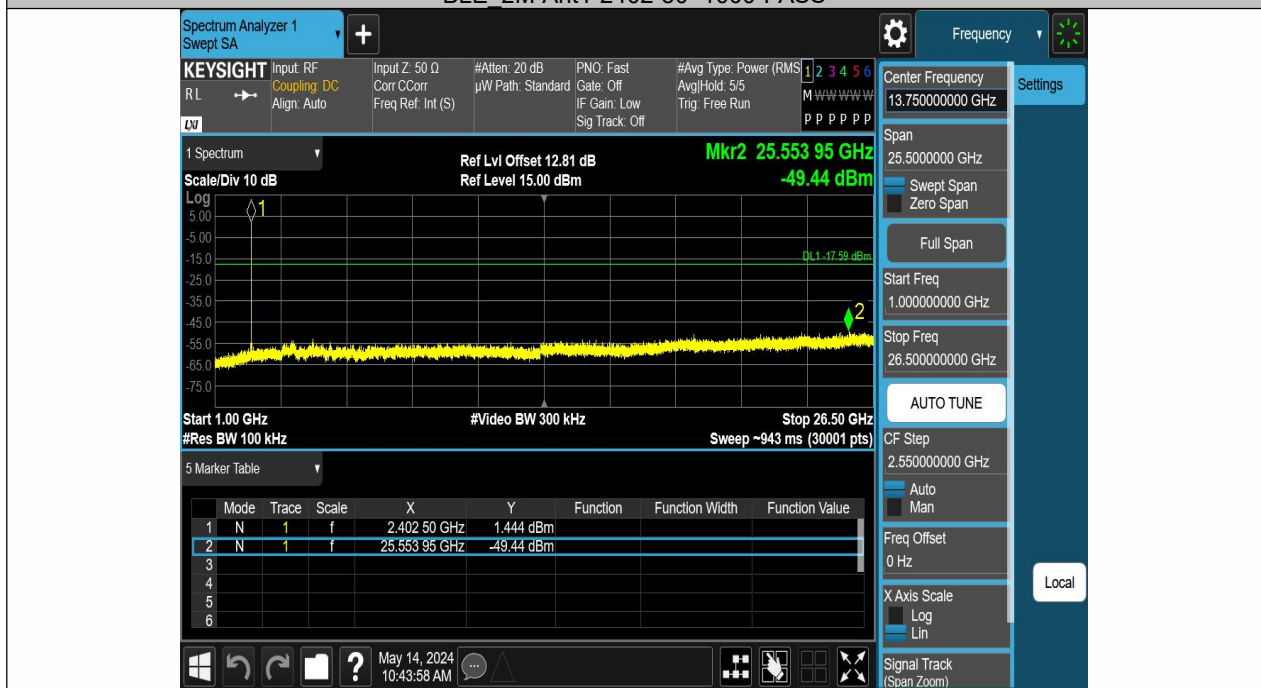 Spectrum Analyzer 1
Swept SA
+
Frequency
KEYSIGHT
RL
LXI
Input: RF
Coupling: DC
Align: Auto
Input Z: 50 Ω
Corr CCorr
Freq Ref: Int (S)
#Atten: 20 dB
µW Path: Standard
PNO: Fast
Gate: Off
IF Gain: Low
Sig Track: Off
#Avg Type: Power (RMS
Avg|Hold: 5/5
Trig: Free Run
1 2 3 4 5 6
M W W W W W
P P P P P P
1 Spectrum
Scale/Div 10 dB
Ref Lvl Offset 12.81 dB
Ref Level 15.00 dBm
Mkr2 25.553 95 GHz
-49.44 dBm
Log
5.00
-5.00
-15.0
-25.0
-35.0
-45.0
-55.0
-65.0
-75.0
1
DL1 -17.59 dBm
2
Start 1.00 GHz
#Video BW 300 kHz
Stop 26.50 GHz
#Res BW 100 kHz
Sweep ~943 ms (30001 pts)
5 Marker Table
Mode Trace Scale X Y Function Function Width Function Value
1 N 1 f 2.402 50 GHz 1.444 dBm
2 N 1 f 25.553 95 GHz -49.44 dBm
3
4
5
6
?
May 14, 2024
10:43:58 AM
Center Frequency
13.750000000 GHz
Settings
Span
25.5000000 GHz
Swept Span
Zero Span
Full Span
Start Freq
1.000000000 GHz
Stop Freq
26.500000000 GHz
AUTO TUNE
CF Step
2.550000000 GHz
Auto
Man
Freq Offset
0 Hz
Local
X Axis Scale
Log
Lin
Signal Track
(Span Zoom)